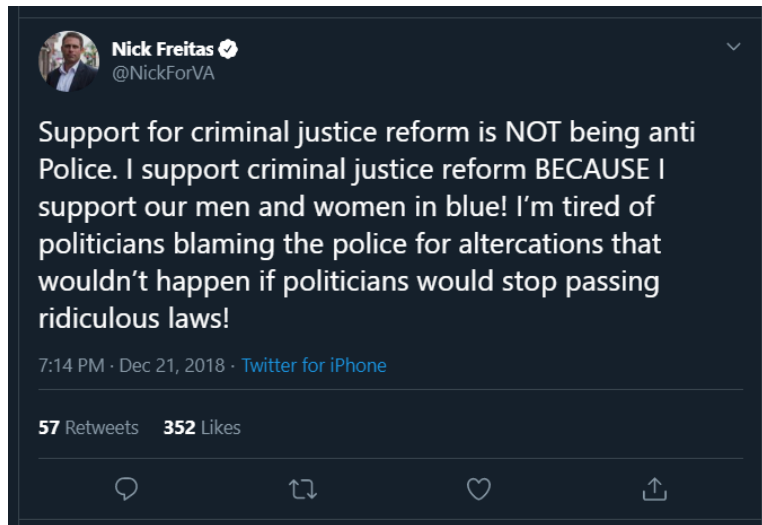 Nick Freitas
@NickForVA
Support for criminal justice reform is NOT being anti
Police. I support criminal justice reform BECAUSE I
support our men and women in blue! I’m tired of
politicians blaming the police for altercations that
wouldn’t happen if politicians would stop passing
ridiculous laws!
7:14 PM · Dec 21, 2018 · Twitter for iPhone
57 Retweets 352 Likes